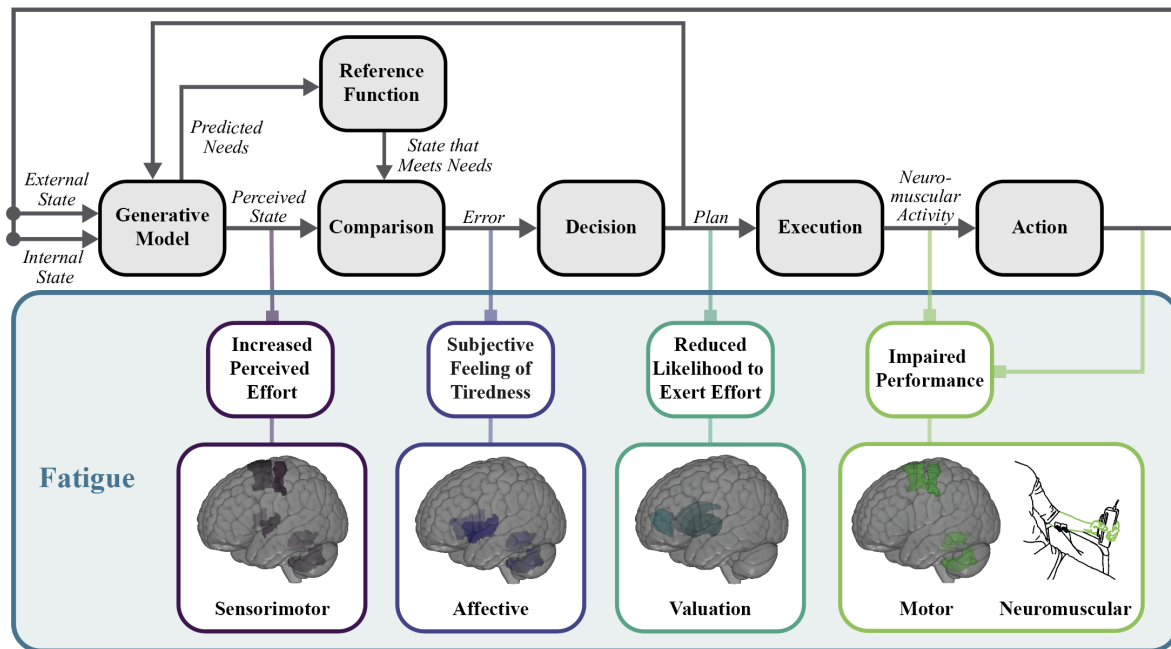 Reference
Function
Predicted
Needs
State that
Meets Needs
External
State
Internal
State
Generative
Model
Perceived
State
Comparison
Error
Decision
Plan
Execution
Neuro-
muscular
Activity
Action
Increased
Perceived
Effort
Subjective
Feeling of
Tiredness
Reduced
Likelihood to
Exert Effort
Impaired
Performance
Fatigue
Sensorimotor
Affective
Valuation
Motor
Neuromuscular